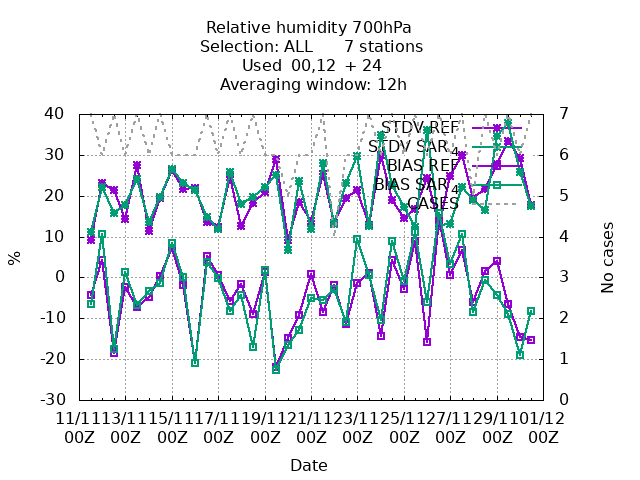 Relative humidity 700hPa
Selection: ALL 7 stations
Used 00,12 + 24
Averaging window: 12h
40 7
STDV REF
STDV SAR_4
30 6
BIAS REF
BIAS SAR_4
20 5
CASES
10 4
%
No cases
0 3
-10 2
-20 1
-30 0
11/11 13/11 15/11 17/11 19/11 21/11 23/11 25/11 27/11 29/11 01/12
00Z 00Z 00Z 00Z 00Z 00Z 00Z 00Z 00Z 00Z 00Z
Date